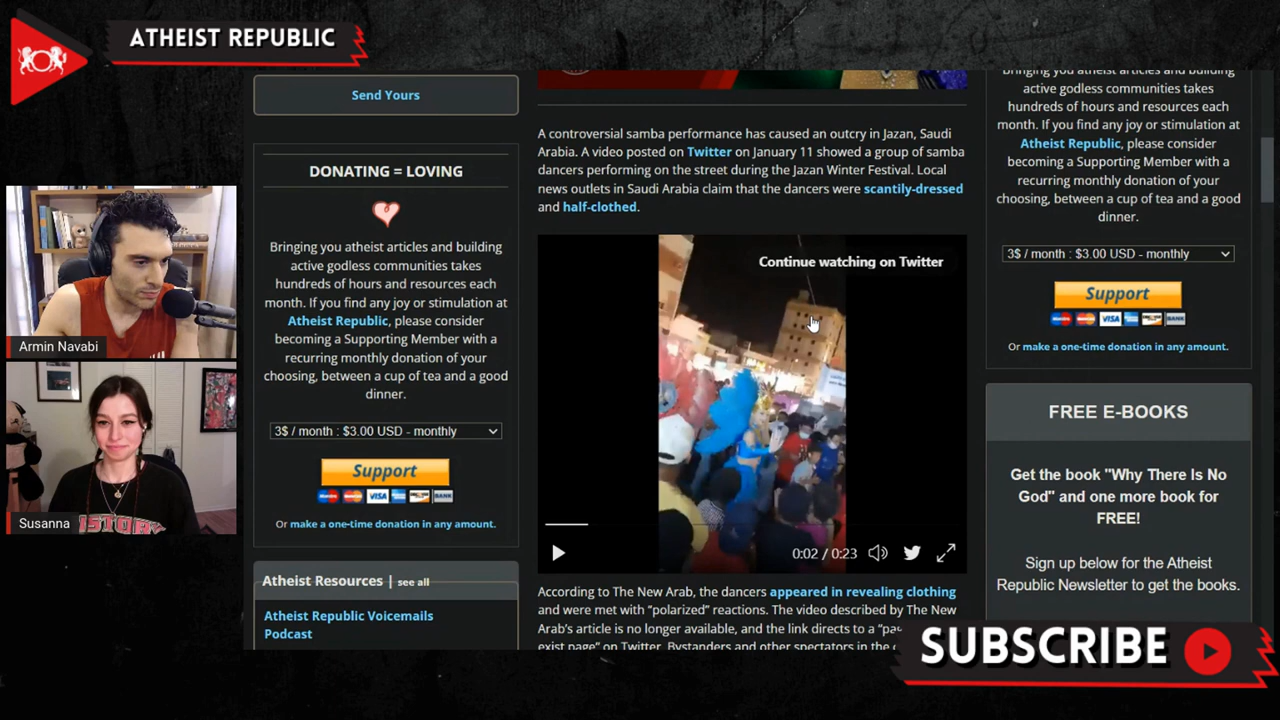 ATHEIST REPUBLIC
Armin Navabi
Susanna
Send Yours
DONATING = LOVING
Bringing you atheist articles and building
active godless communities takes
hundreds of hours and resources each
month. If you find any joy or stimulation at
Atheist Republic, please consider
becoming a Supporting Member with a
recurring monthly donation of your
choosing, between a cup of tea and a good
dinner.
3$ / month : $3.00 USD - monthly
Support
VISA
BANK
Or make a one-time donation in any amount.
Atheist Resources | see all
Atheist Republic Voicemails
Podcast
A controversial samba performance has caused an outcry in Jazan, Saudi
Arabia. A video posted on Twitter on January 11 showed a group of samba
dancers performing on the street during the Jazan Winter Festival. Local
news outlets in Saudi Arabia claim that the dancers were scantily-dressed
and half-clothed.
Continue watching on Twitter
0:02 / 0:23
According to The New Arab, the dancers appeared in revealing clothing
and were met with "polarized" reactions. The video described by The New
Arab's article is no longer available, and the link directs to a
exist page" on Twitter. Bystanders and other spectators in the
Bringing you atheist articles and building
active godless communities takes
hundreds of hours and resources each
month. If you find any joy or stimulation at
Atheist Republic, please consider
becoming a Supporting Member with a
recurring monthly donation of your
choosing, between a cup of tea and a good
dinner.
3$ / month : $3.00 USD - monthly
Support
VISA
BANK
Or make a one-time donation in any amount.
FREE E-BOOKS
Get the book "Why There Is No
God" and one more book for
FREE!
Sign up below for the Atheist
Republic Newsletter to get the books.
SUBSCRIBE